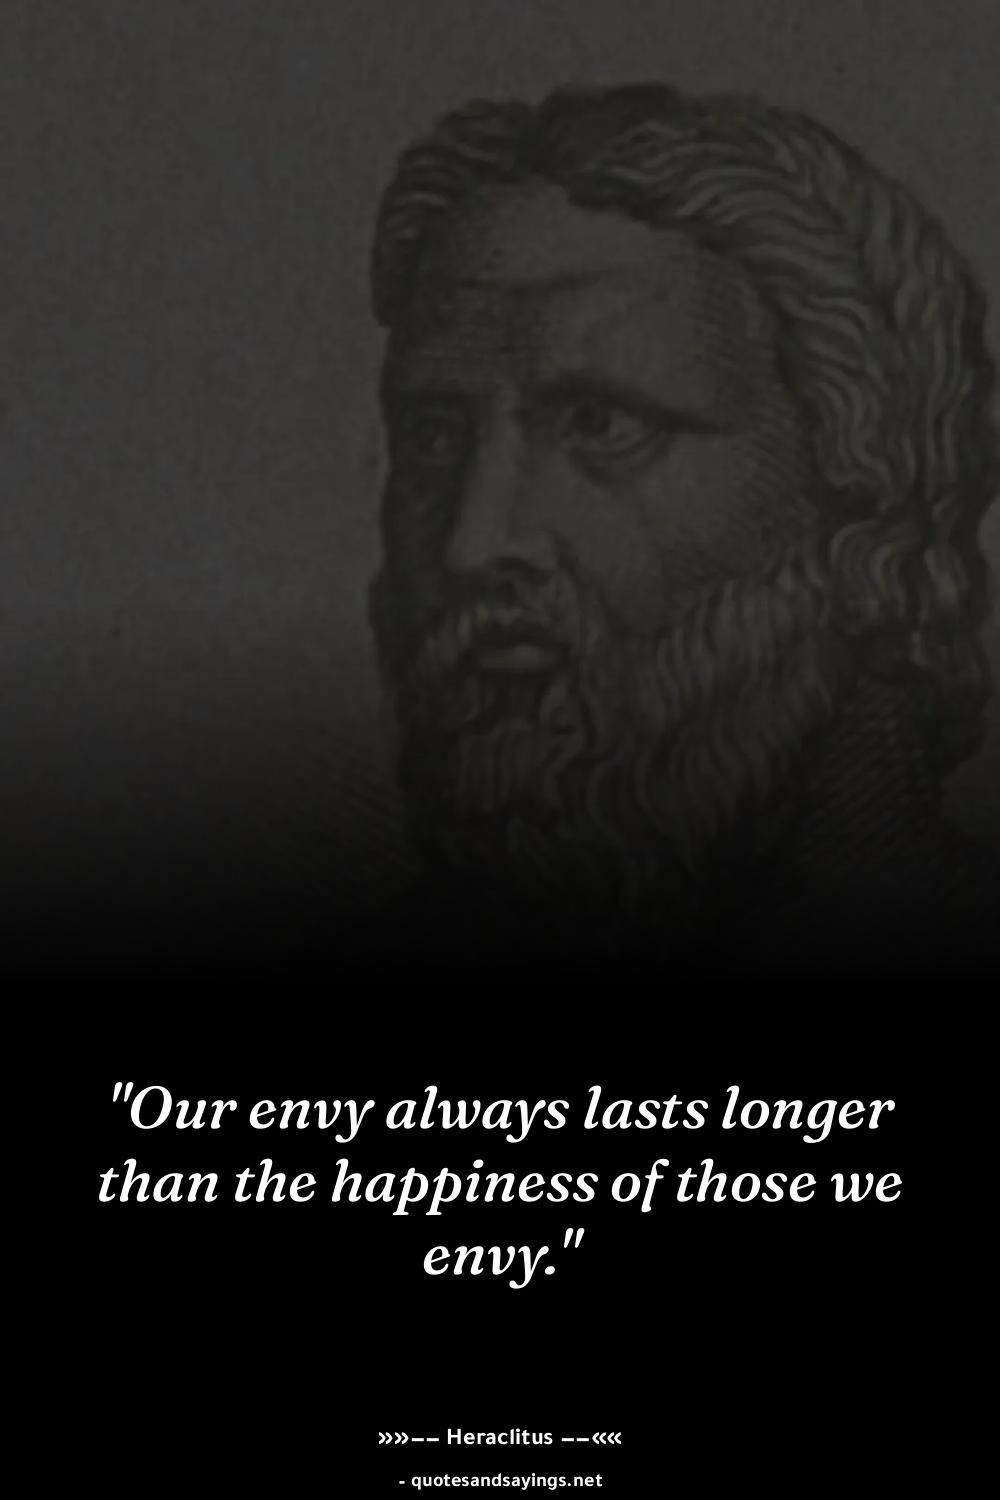 "Our envy always lasts longer
than the happiness of those we
envy."
»»−− Heraclitus −−««
- quotesandsayings.net